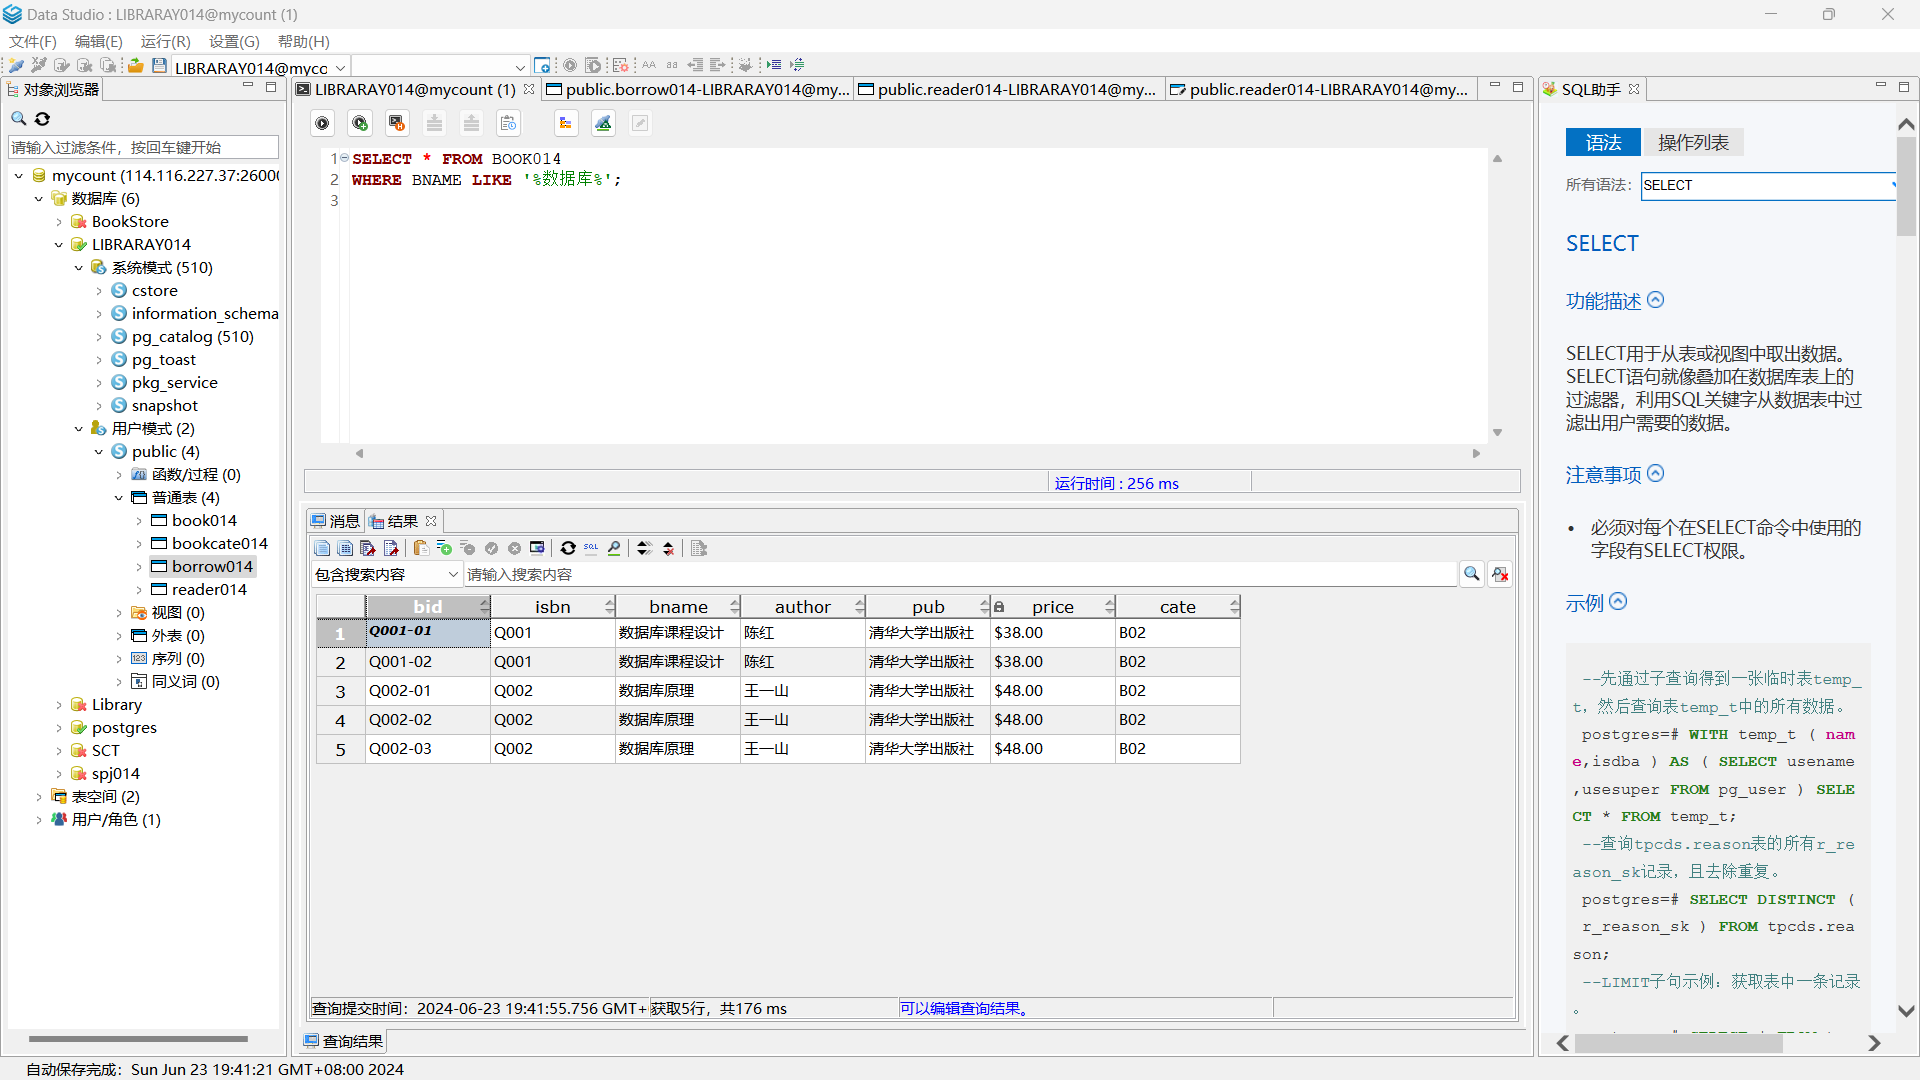 Data Studio : LIBRARAY014@mycount (1)
文件(F) 编辑(E) 运行(R) 设置(G) 帮助(H)
LIBRARAY014@myco
对象浏览器
请输入过滤条件，按回车键开始
mycount (114.116.227.37:2600
数据库 (6)
BookStore
LIBRARAY014
系统模式 (510)
cstore
information_schema
pg_catalog (510)
pg_toast
pkg_service
snapshot
用户模式 (2)
public (4)
函数/过程 (0)
普通表 (4)
book014
bookcate014
borrow014
reader014
视图 (0)
外表 (0)
序列 (0)
同义词 (0)
Library
postgres
SCT
spj014
表空间 (2)
用户/角色 (1)
LIBRARAY014@mycount (1) public.borrow014-LIBRARAY014@my... public.reader014-LIBRARAY014@my... public.reader014-LIBRARAY014@my...
1 SELECT * FROM BOOK014
2 WHERE BNAME LIKE '%数据库%';
3
运行时间 : 256 ms
消息 结果
包含搜索内容 请输入搜索内容
bid isbn bname author pub price cate
1 Q001-01 Q001 数据库课程设计 陈红 清华大学出版社 $38.00 B02
2 Q001-02 Q001 数据库课程设计 陈红 清华大学出版社 $38.00 B02
3 Q002-01 Q002 数据库原理 王一山 清华大学出版社 $48.00 B02
4 Q002-02 Q002 数据库原理 王一山 清华大学出版社 $48.00 B02
5 Q002-03 Q002 数据库原理 王一山 清华大学出版社 $48.00 B02
查询提交时间：2024-06-23 19:41:55.756 GMT+ 获取5行，共176 ms 可以编辑查询结果。
查询结果
SQL助手
语法 操作列表
所有语法: SELECT
SELECT
功能描述
SELECT用于从表或视图中取出数据。
SELECT语句就像叠加在数据库表上的
过滤器，利用SQL关键字从数据表中过
滤出用户需要的数据。
注意事项
• 必须对每个在SELECT命令中使用的
字段有SELECT权限。
示例
--先通过子查询得到一张临时表temp_
t，然后查询表temp_t中的所有数据。
postgres=# WITH temp_t ( nam
e,isdba ) AS ( SELECT usename
,usesuper FROM pg_user ) SELE
CT * FROM temp_t;
--查询tpcds.reason表的所有r_re
ason_sk记录，且去除重复。
postgres=# SELECT DISTINCT (
r_reason_sk ) FROM tpcds.rea
son;
--LIMIT子句示例：获取表中一条记录
。
自动保存完成：Sun Jun 23 19:41:21 GMT+08:00 2024